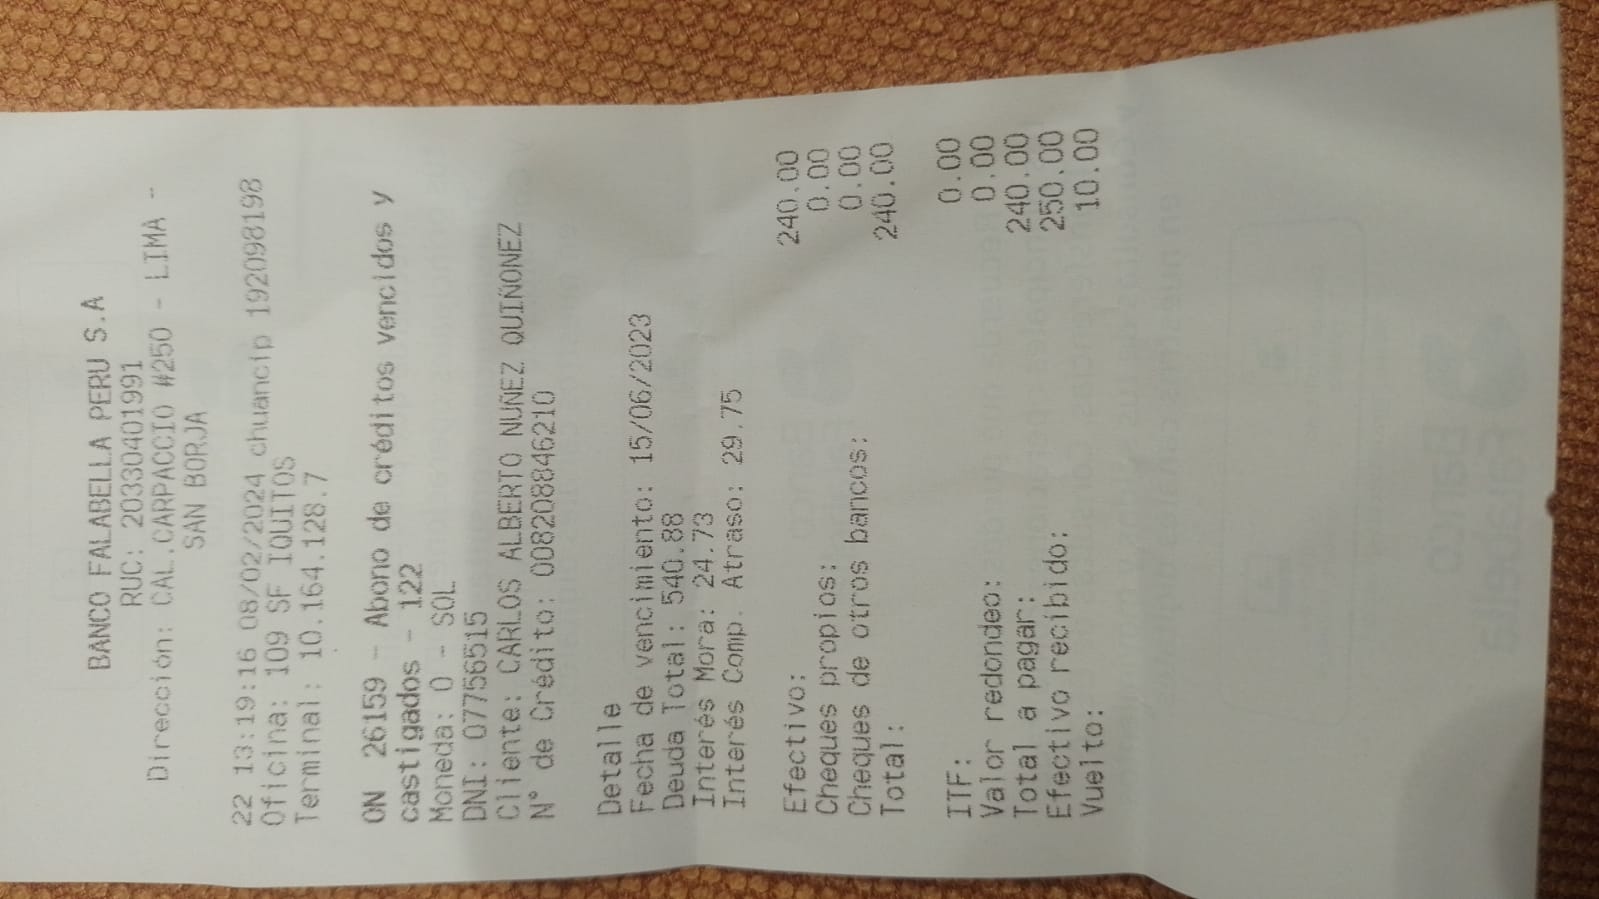 BANCO FALABELLA PERU S.A
RUC: 20330401991
Dirección: CAL.CARPACCIO #250 - LIMA -
SAN BORJA
22 13:19:16 08/02/2024 chuancip 192098198
Oficina: 109 SF IQUITOS
Terminal: 10.164.128.7
ON 26159 - Abono de créditos vencidos y
castigados - 122
Moneda: 0 - SOL
DNI: 07756515
Cliente: CARLOS ALBERTO NUÑEZ QUIÑONEZ
N° de Crédito: 008208846210
Detalle
Fecha de vencimiento: 15/06/2023
Deuda Total: 540.88
Interés Mora: 24.73
Interés Comp. Atraso: 29.75
Efectivo: 240.00
Cheques propios: 0.00
Cheques de otros bancos: 0.00
Total: 240.00
ITF: 0.00
Valor redondeo: 0.00
Total a pagar: 240.00
Efectivo recibido: 250.00
Vuelto: 10.00